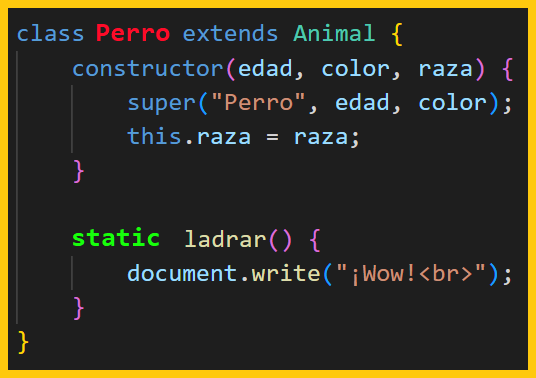 class Perro extends Animal {
constructor(edad, color, raza) {
super("Perro", edad, color);
this.raza = raza;
}
static ladrar() {
document.write("¡Wow!<br>");
}
}